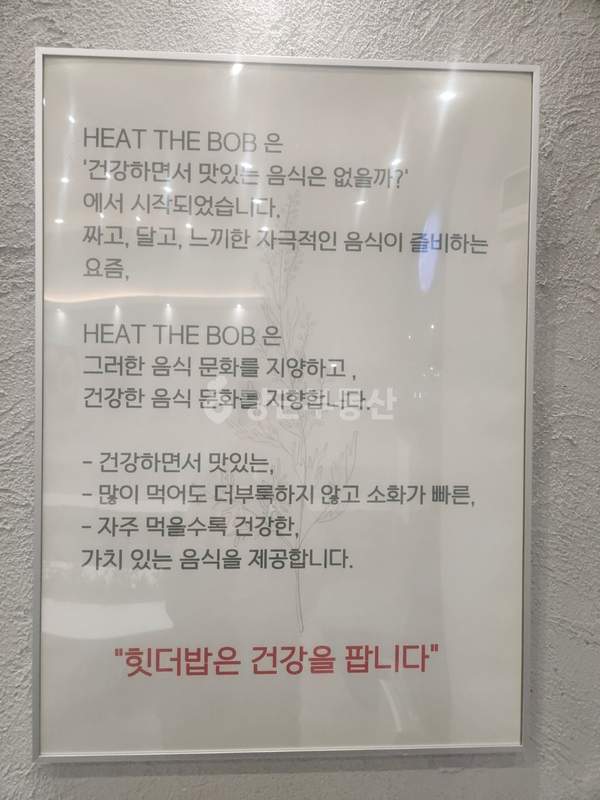 HEAT THE BOB 은
'건강하면서 맛있는 음식은 없을까?'
에서 시작되었습니다.
짜고, 달고, 느끼한 자극적인 음식이 즐비하는
요즘,
HEAT THE BOB 은
그러한 음식 문화를 지양하고 ,
건강한 음식 문화를 지향합니다.
- 건강하면서 맛있는,
- 많이 먹어도 더부룩하지 않고 소화가 빠른,
- 자주 먹을수록 건강한,
가치 있는 음식을 제공합니다.
"힛더밥은 건강을 팝니다"